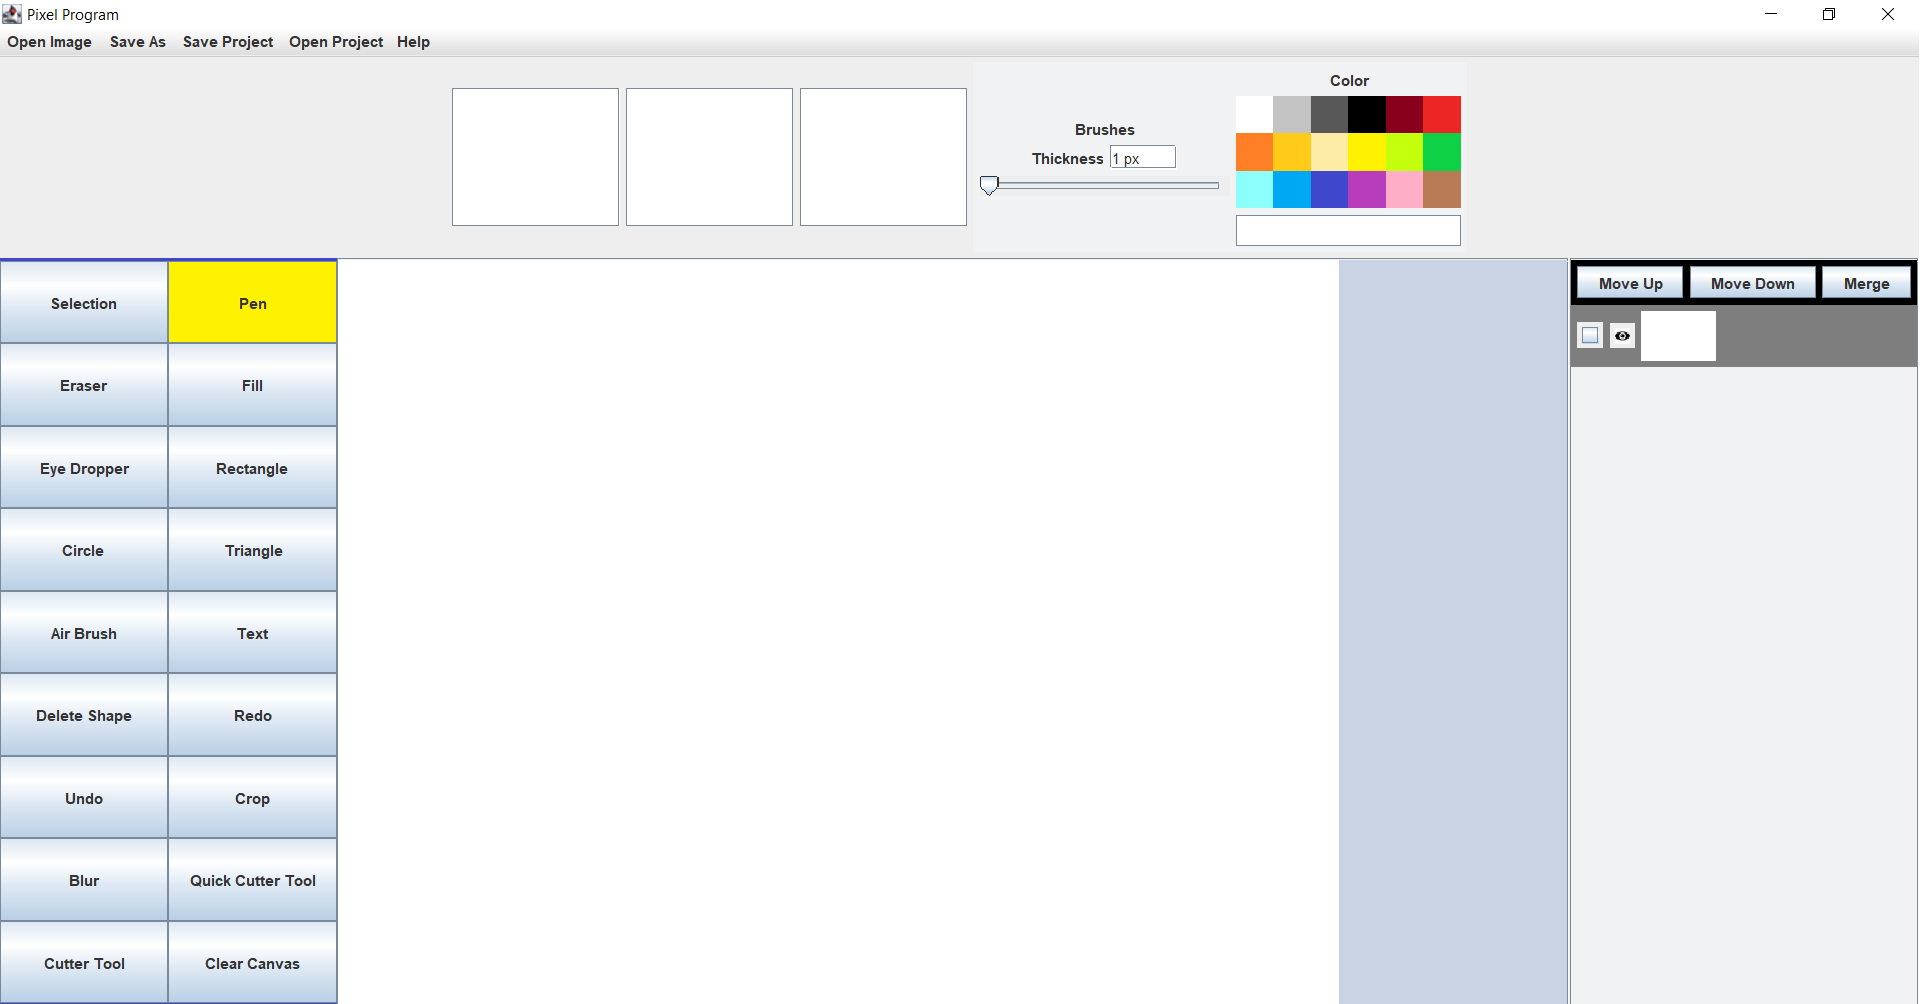 Pixel Program
Open Image Save As Save Project Open Project Help
Color
Brushes
Thickness 1 px
Selection Pen
Eraser Fill
Eye Dropper Rectangle
Circle Triangle
Air Brush Text
Delete Shape Redo
Undo Crop
Blur Quick Cutter Tool
Cutter Tool Clear Canvas
Move Up Move Down Merge